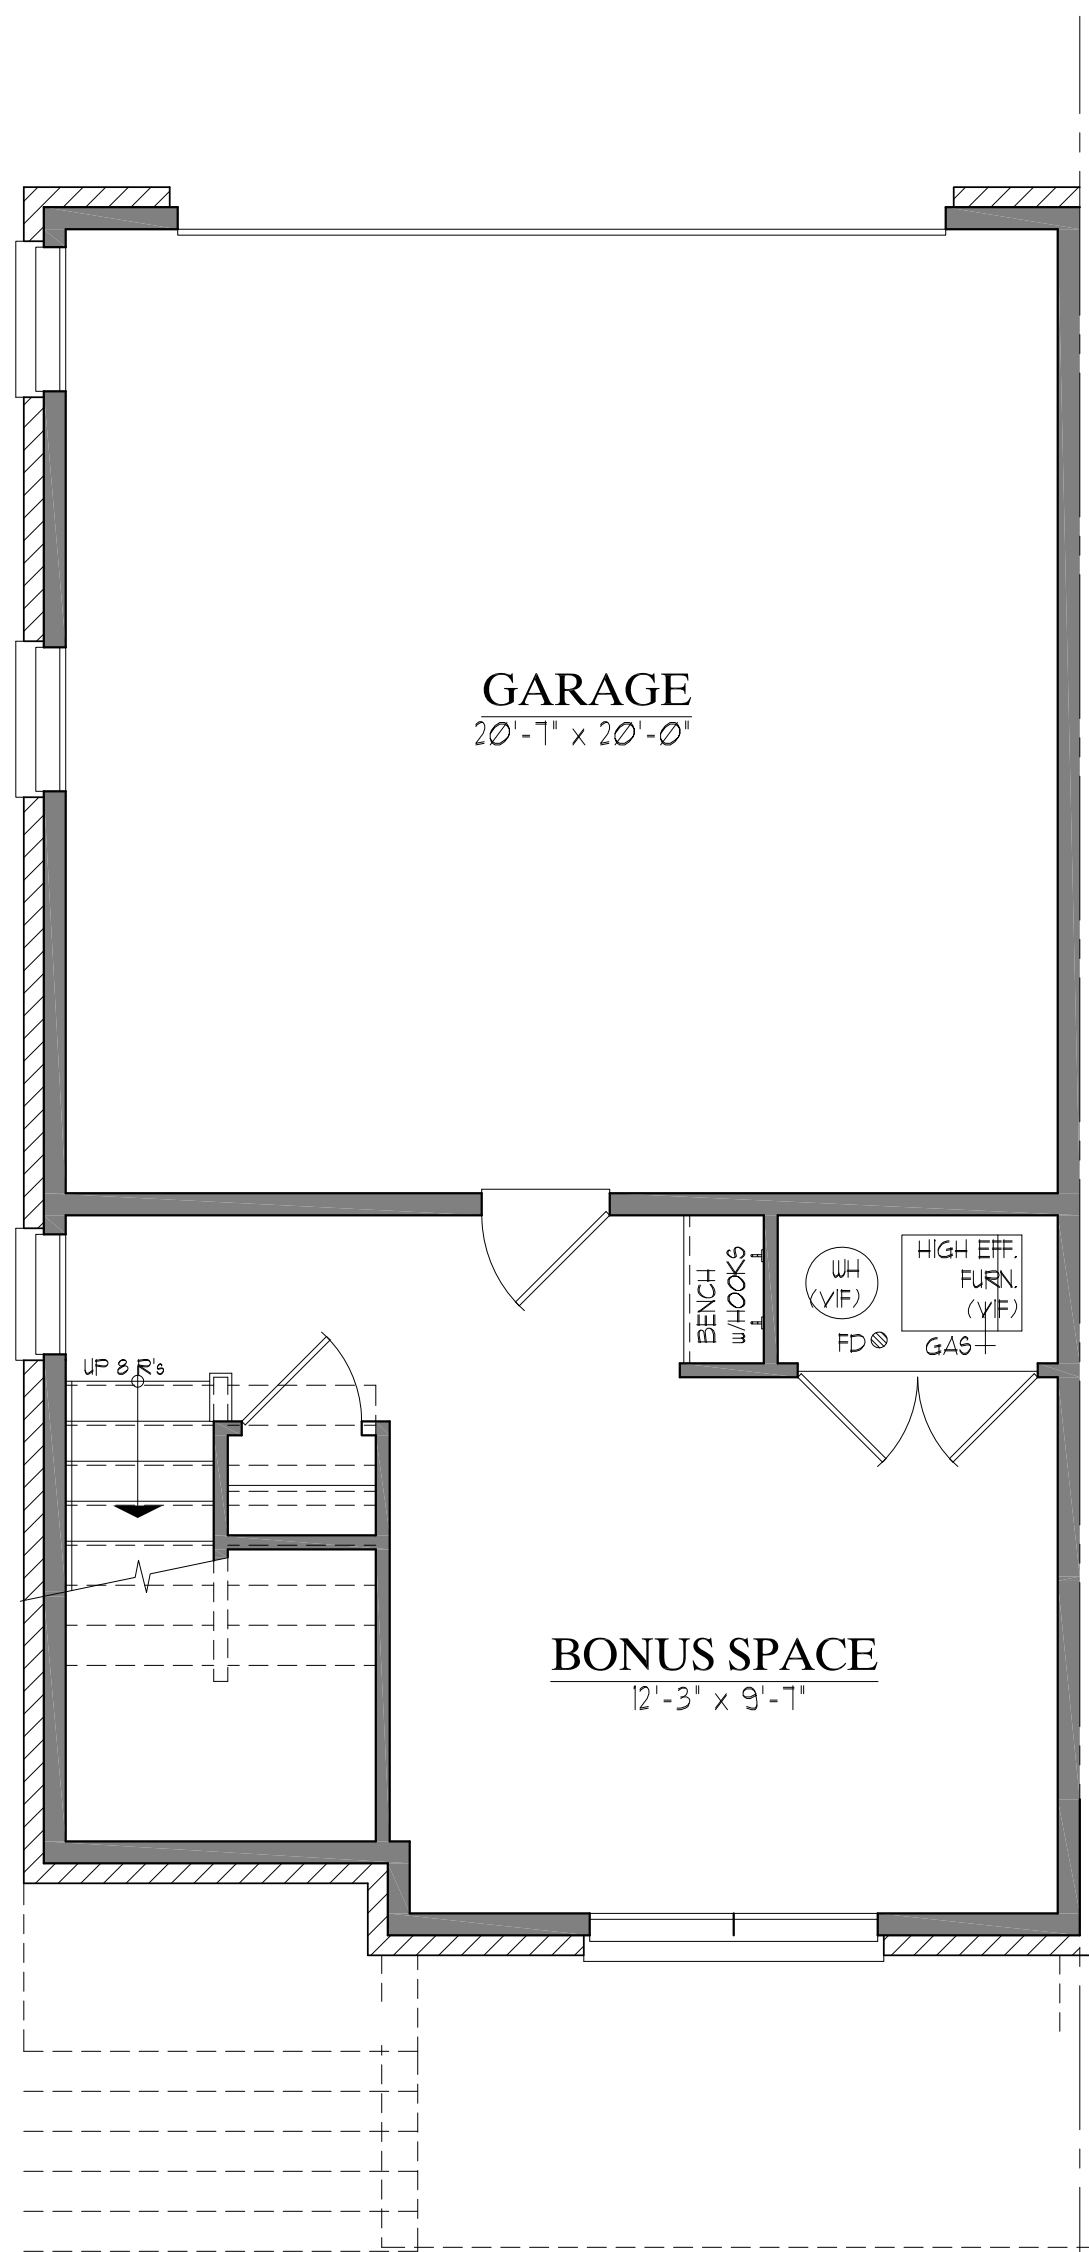 GARAGE
20'-7" x 20'-0"
BENCH
w/HOOKS
WH
(VIF)
HIGH EFF.
FURN.
(VIF)
FD
GAS
UP 8 R's
BONUS SPACE
12'-3" x 9'-7"